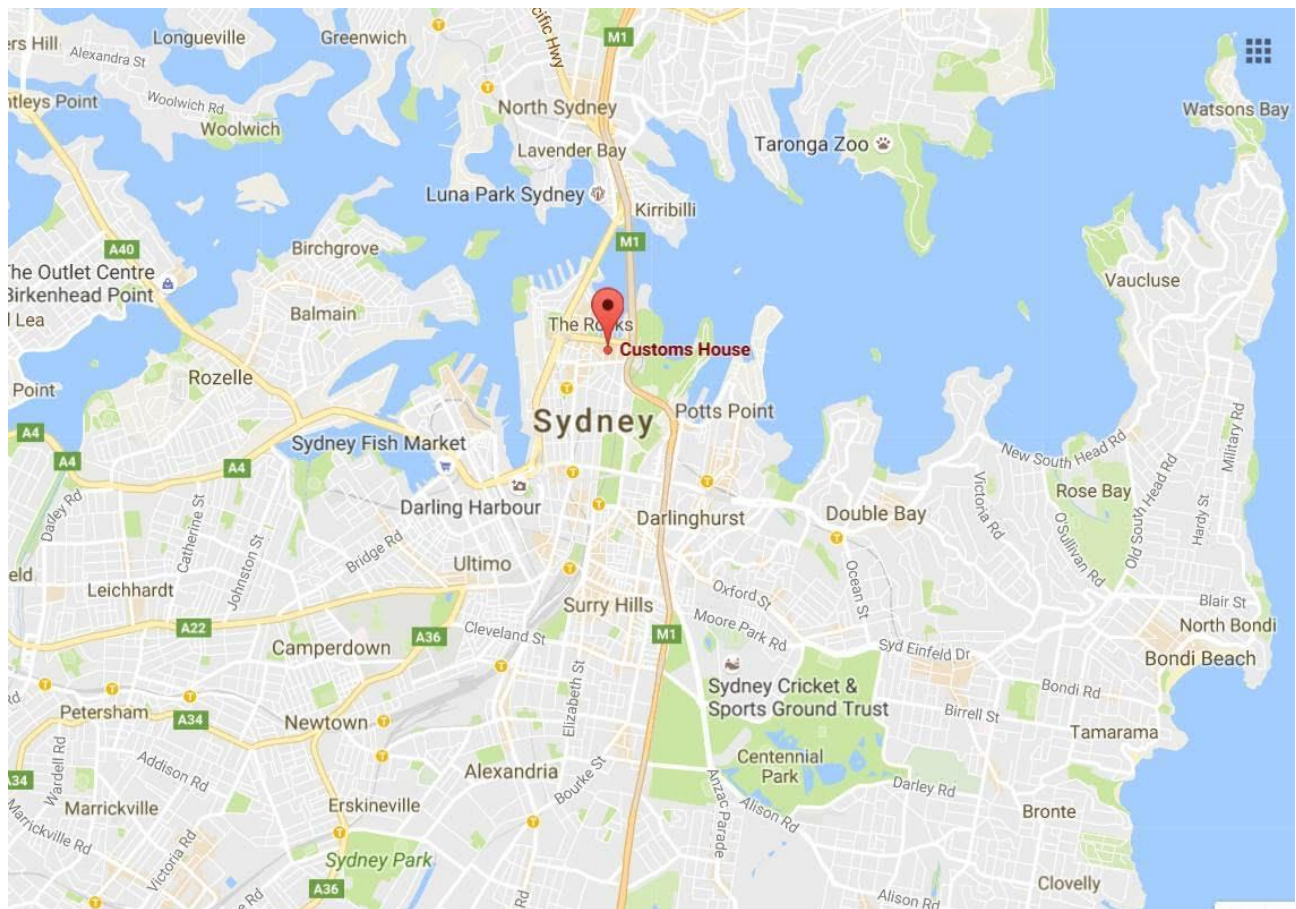 ers Hill
Longueville
Greenwich
cific Hwy
M1
Alexandra St
ntleys Point
Woolwich Rd
Woolwich
North Sydney
Watsons Bay
Lavender Bay
Taronga Zoo
Luna Park Sydney
Kirribilli
M1
A40
Birchgrove
The Outlet Centre
Birkenhead Point
Vaucluse
d Lea
Balmain
The Rocks
Customs House
Point
Rozelle
Sydney
Potts Point
A4
A4
A4
Sydney Fish Market
New South Head Rd
Military Rd
Victoria Rd
Rose Bay
Old South Head Rd
Hardy St
O'Sullivan Rd
Darley Rd
Catherine St
Johnston St
Bridge Rd
Darling Harbour
Darlinghurst
Double Bay
Ultimo
Ocean St
eld
Leichhardt
Surry Hills
Oxford St
Moore Park Rd
Blair St
A22
A36
Cleveland St
M1
North Bondi
Camperdown
Syd Einfeld Dr
Bondi Beach
Elizabeth St
Sydney Cricket &
Sports Ground Trust
Bondi Rd
Birrell St
Rd
Petersham
A34
Newtown
Tamarama
Wardell Rd
Addison Rd
A34
Alexandria
Bourke St
Centennial
Park
Anzac Parade
Darley Rd
Alison Rd
Marrickville
Erskineville
Bronte
Marrickville Rd
Victoria Rd
Sydney Park
A36
Rd
Alison Rd
Clovelly